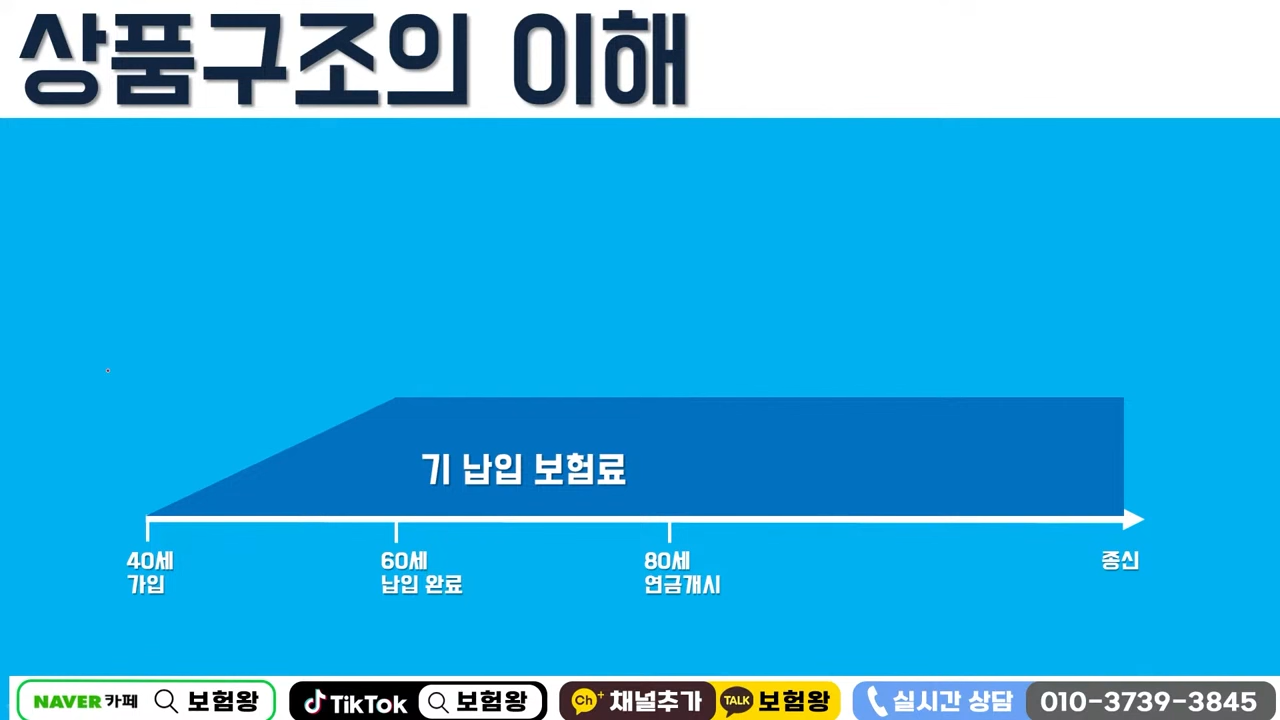 상품구조의 이해
기 납입 보험료
40세
가입
60세
납입 완료
80세
연금개시
종신
NAVER 카페 보험왕
TikTok 보험왕
Ch+ 채널추가 TALK 보험왕
실시간 상담 010-3739-3845